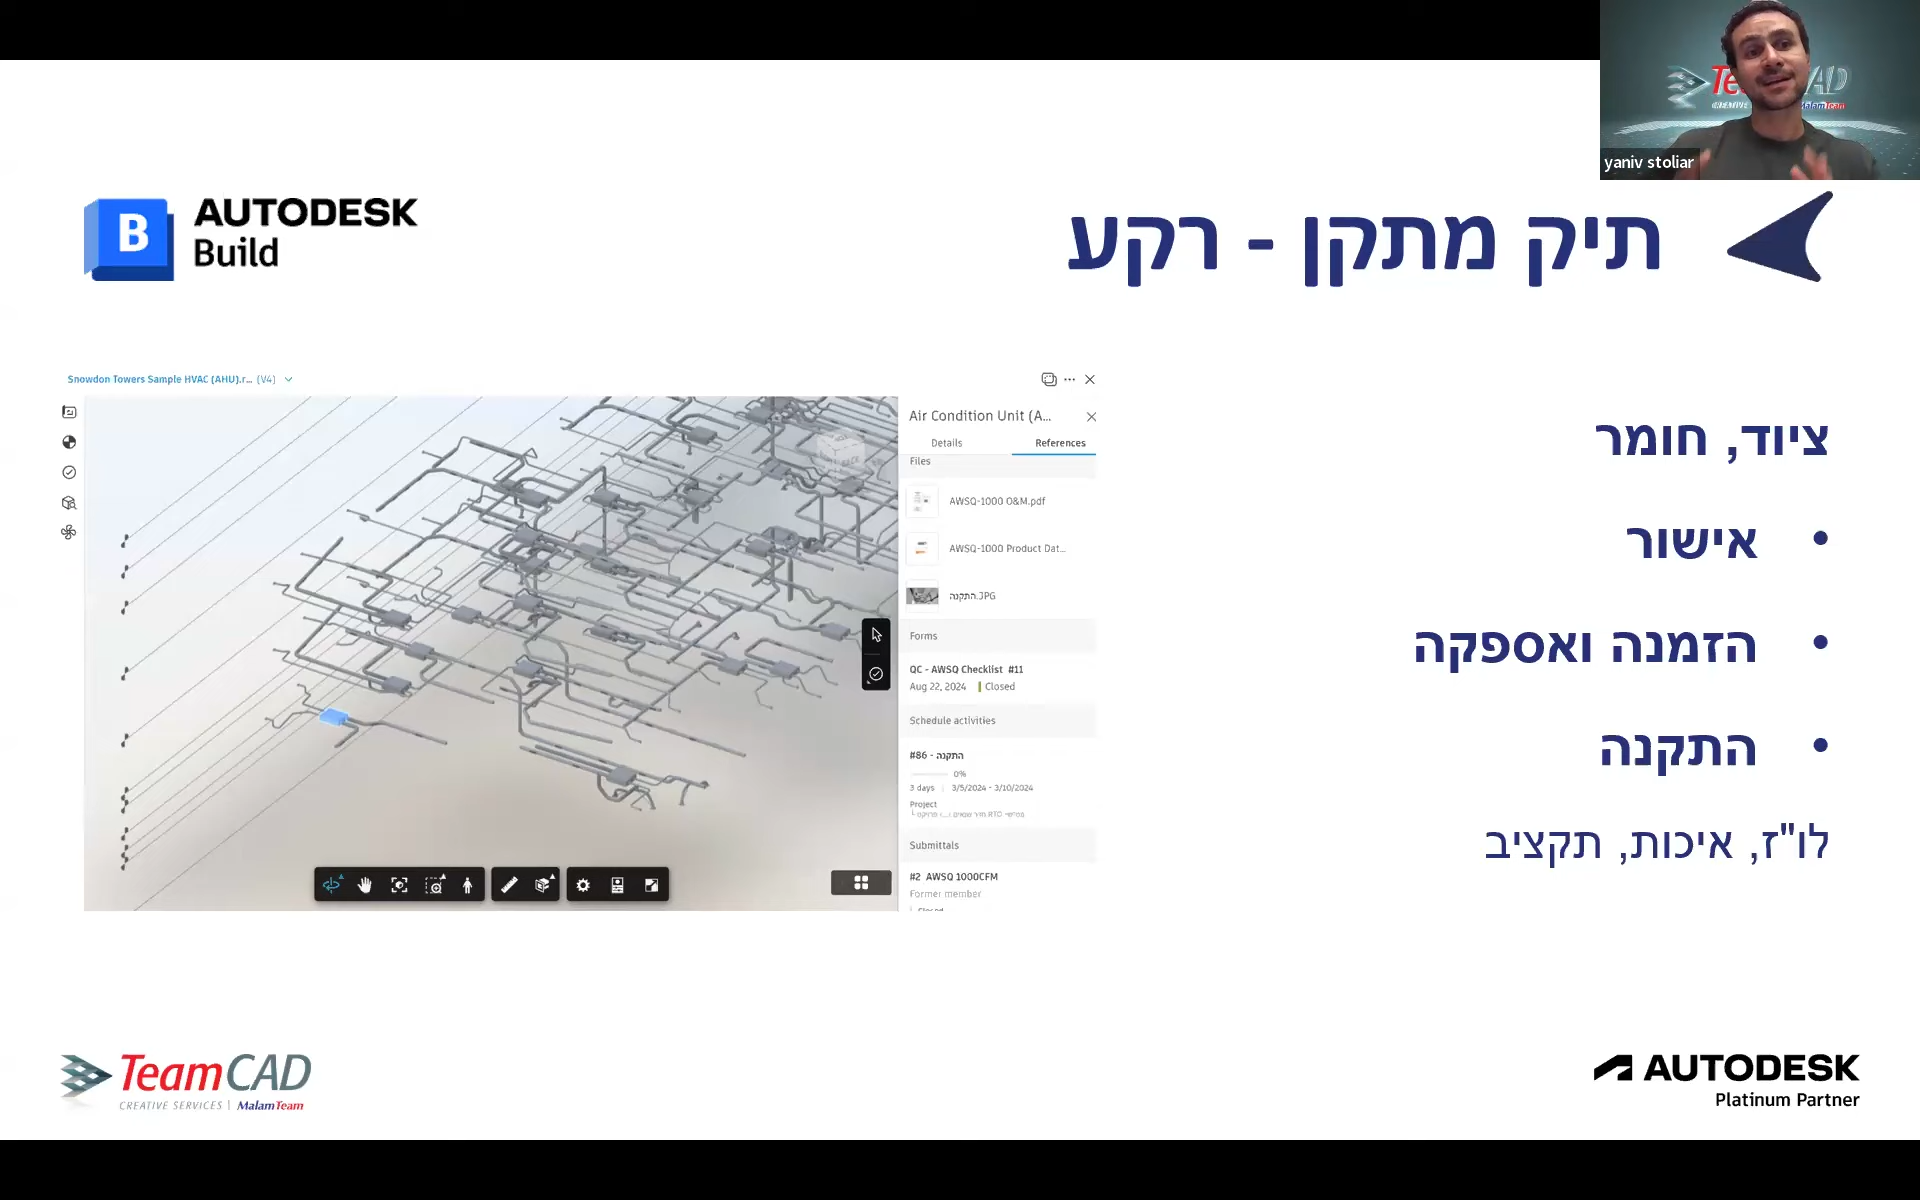 yaniv stoliar
AUTODESK
Build
תיק מתקן - רקע
Snowdon Towers Sample HVAC (AHU).r... (V4)
Air Condition Unit (A...
Details References
Files
AWSQ-1000 O&M.pdf
AWSQ-1000 Product Dat...
התקנה.JPG
Forms
QC - AWSQ Checklist #11
Aug 22, 2024 Closed
Schedule activities
#86 - התקנה
0%
3 days 3/5/2024 - 3/10/2024
Project
Submittals
#2 AWSQ 1000CFM
Former member
Closed
ציוד, חומר
• אישור
• הזמנה ואספקה
• התקנה
לו"ז, איכות, תקציב
TeamCAD
CREATIVE SERVICES | MalamTeam
AUTODESK
Platinum Partner